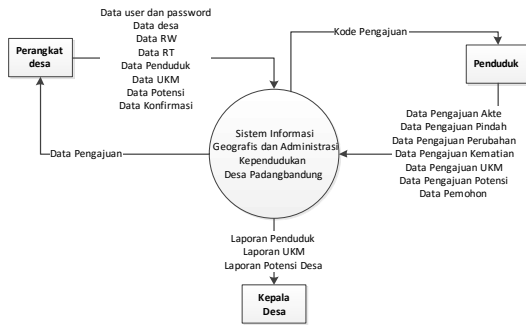 Data user dan password
Data desa
Data RW
Data RT
Data Penduduk
Data UKM
Data Potensi
Data Konfirmasi
Perangkat
desa
Kode Pengajuan
Penduduk
Sistem Informasi
Geografis dan Administrasi
Kependudukan
Desa Padangbandung
Data Pengajuan
Data Pengajuan Akte
Data Pengajuan Pindah
Data Pengajuan Perubahan
Data Pengajuan Kematian
Data Pengajuan UKM
Data Pengajuan Potensi
Data Pemohon
Laporan Penduduk
Laporan UKM
Laporan Potensi Desa
Kepala
Desa